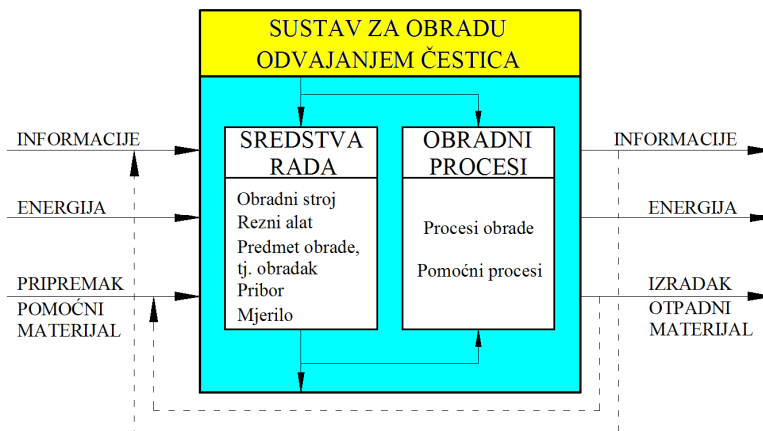 SUSTAV ZA OBRADU
ODVAJANJEM ČESTICA
INFORMACIJE
ENERGIJA
PRIPREMAK
POMOĆNI
MATERIJAL
SREDSTVA
RADA
Obradni stroj
Rezni alat
Predmet obrade,
tj. obradak
Pribor
Mjerilo
OBRADNI
PROCESI
Procesi obrade
Pomoćni procesi
INFORMACIJE
ENERGIJA
IZRADAK
OTPADNI
MATERIJAL